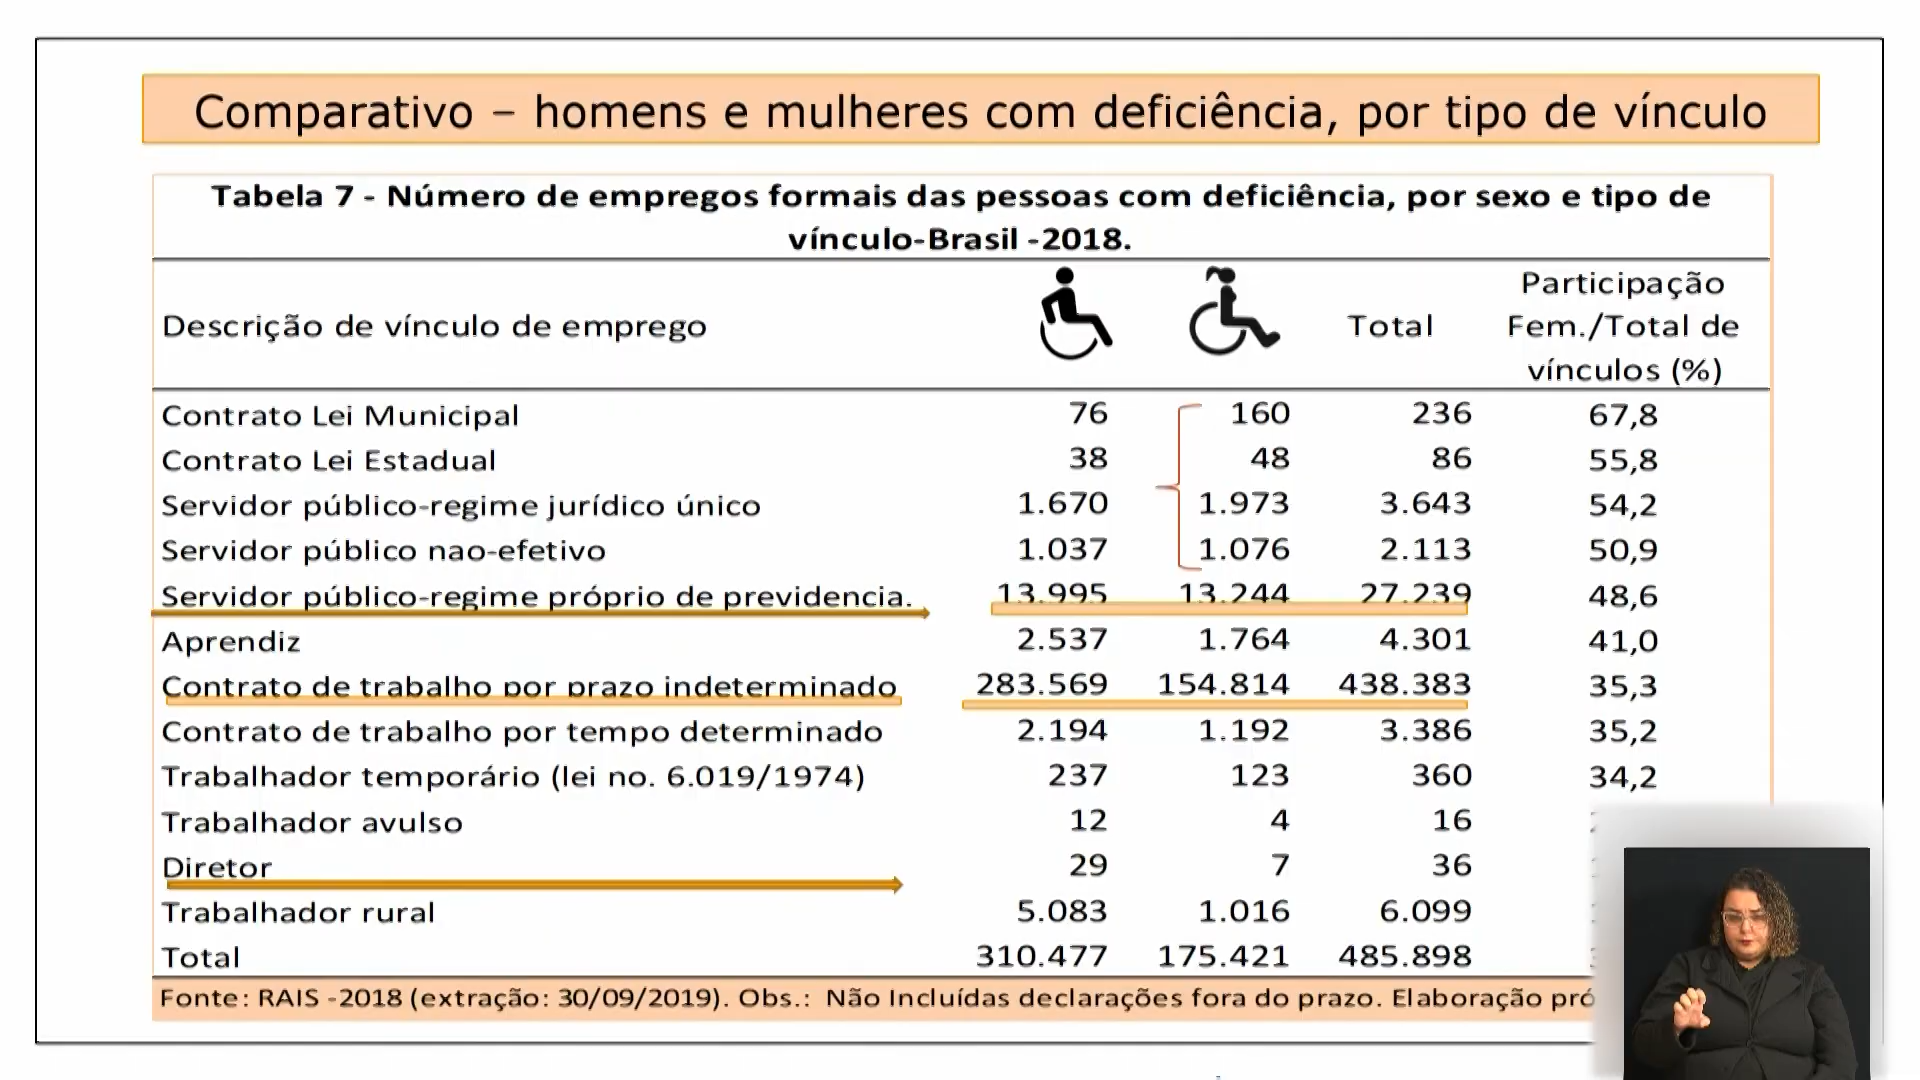 Comparativo – homens e mulheres com deficiência, por tipo de vínculo
Tabela 7 - Número de empregos formais das pessoas com deficiência, por sexo e tipo de
vínculo-Brasil -2018.
Descrição de vínculo de emprego Total Participação
Fem./Total de
vínculos (%)
Contrato Lei Municipal 76 160 236 67,8
Contrato Lei Estadual 38 48 86 55,8
Servidor público-regime jurídico único 1.670 1.973 3.643 54,2
Servidor público nao-efetivo 1.037 1.076 2.113 50,9
Servidor público-regime próprio de previdencia. 13.995 13.244 27.239 48,6
Aprendiz 2.537 1.764 4.301 41,0
Contrato de trabalho por prazo indeterminado 283.569 154.814 438.383 35,3
Contrato de trabalho por tempo determinado 2.194 1.192 3.386 35,2
Trabalhador temporário (lei no. 6.019/1974) 237 123 360 34,2
Trabalhador avulso 12 4 16
Diretor 29 7 36
Trabalhador rural 5.083 1.016 6.099
Total 310.477 175.421 485.898
Fonte: RAIS -2018 (extração: 30/09/2019). Obs.: Não Incluídas declarações fora do prazo. Elaboração pró